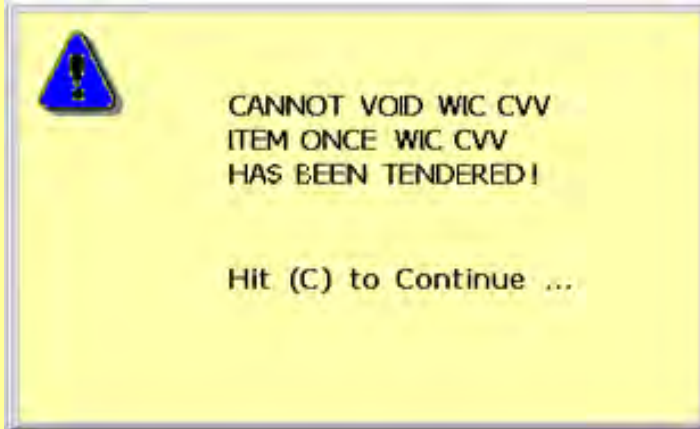 CANNOT VOID WIC CVV
ITEM ONCE WIC CVV
HAS BEEN TENDERED!
Hit (C) to Continue ...